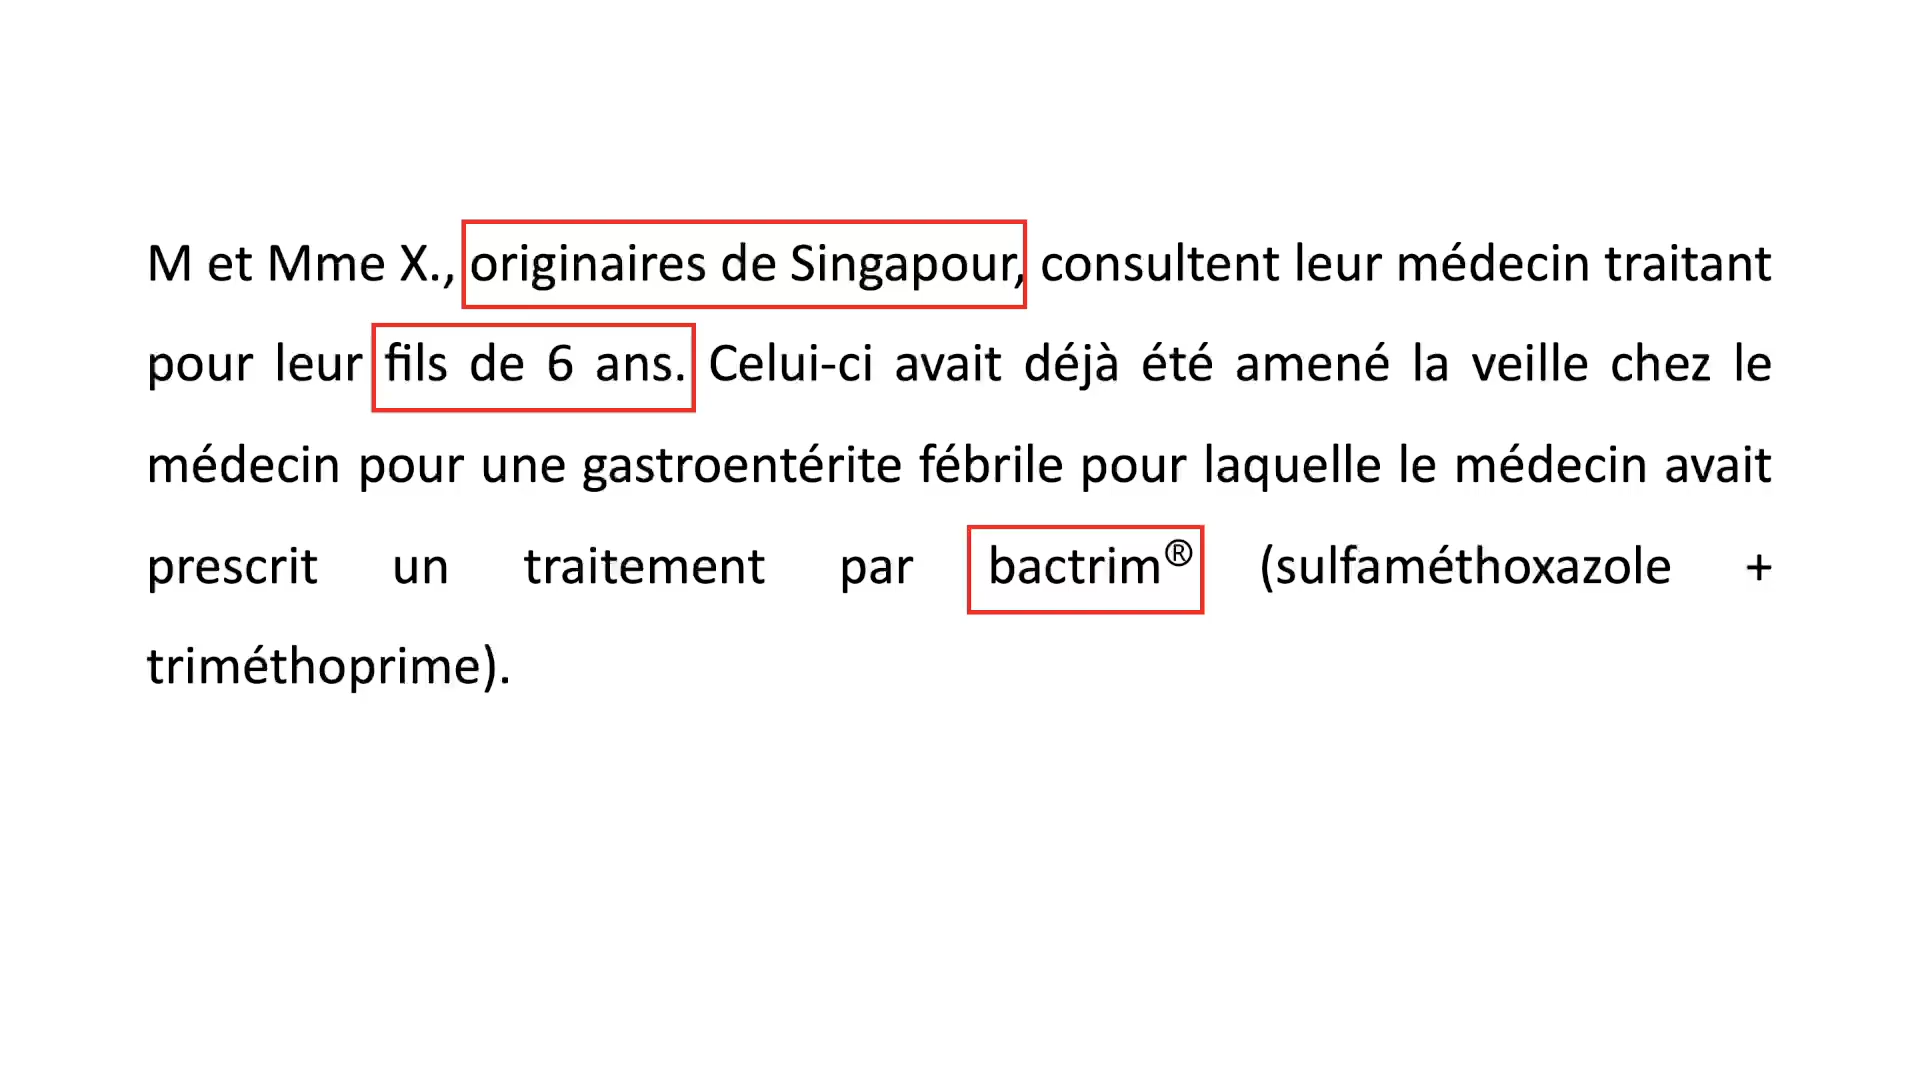 M et Mme X., originaires de Singapour, consultent leur médecin traitant
pour leur fils de 6 ans. Celui-ci avait déjà été amené la veille chez le
médecin pour une gastroentérite fébrile pour laquelle le médecin avait
prescrit un traitement par bactrim® (sulfaméthoxazole +
triméthoprime).